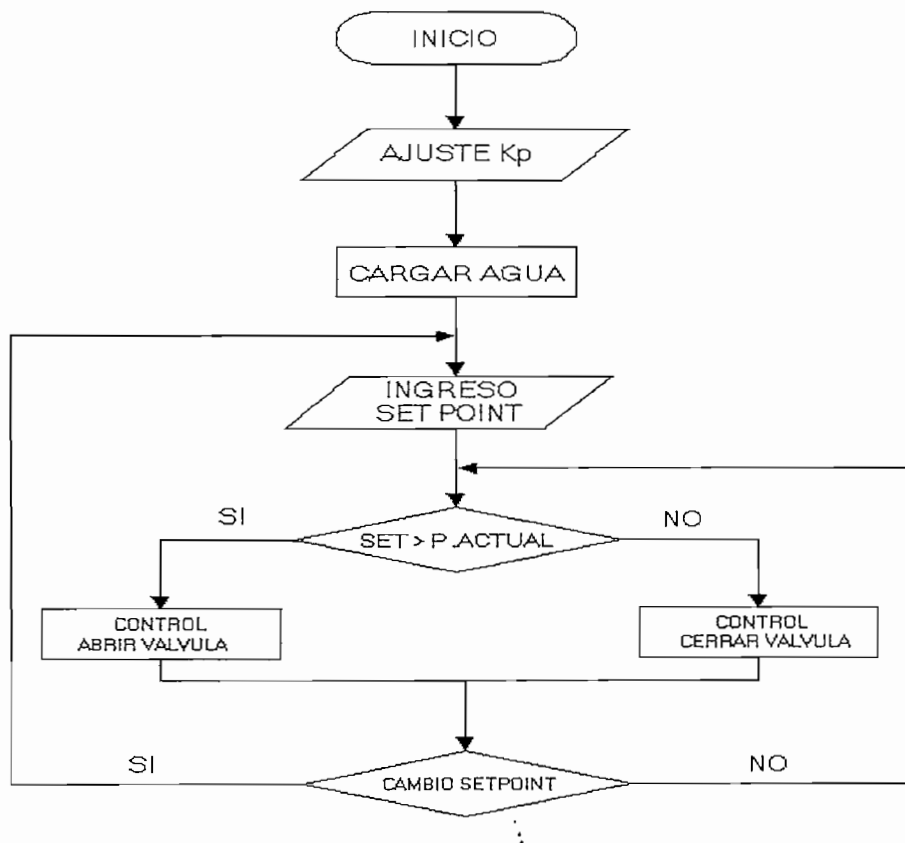 INICIO
AJUSTE Kp
CARGAR AGUA
INGRESO
SET POINT
SI
NO
SET > P.ACTUAL
CONTROL
ABRIR VALVULA
CONTROL
CERRAR VALVULA
SI
NO
CAMBIO SETPOINT